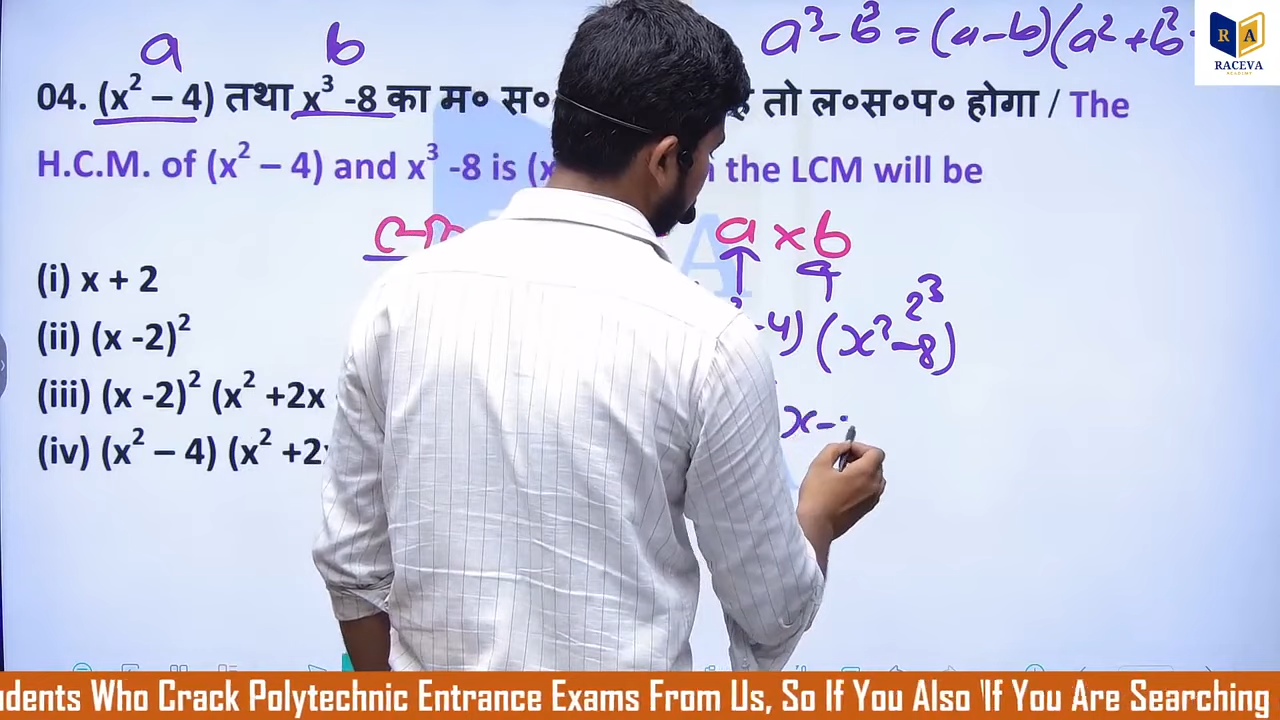 a b
a³ - b³ = (a-b)(a² + b²
RACEVA
04. (x² – 4) तथा x³ -8 का म० स० तो ल०स०प० होगा / The
H.C.M. of (x² – 4) and x³ -8 is (x the LCM will be
a × b
(i) x + 2
-4) (x³-8) 2³
(ii) (x -2)²
(iii) (x -2)² (x² +2x
x-
(iv) (x² – 4) (x² +2
udents Who Crack Polytechnic Entrance Exams From Us, So If You Also 'If You Are Searching